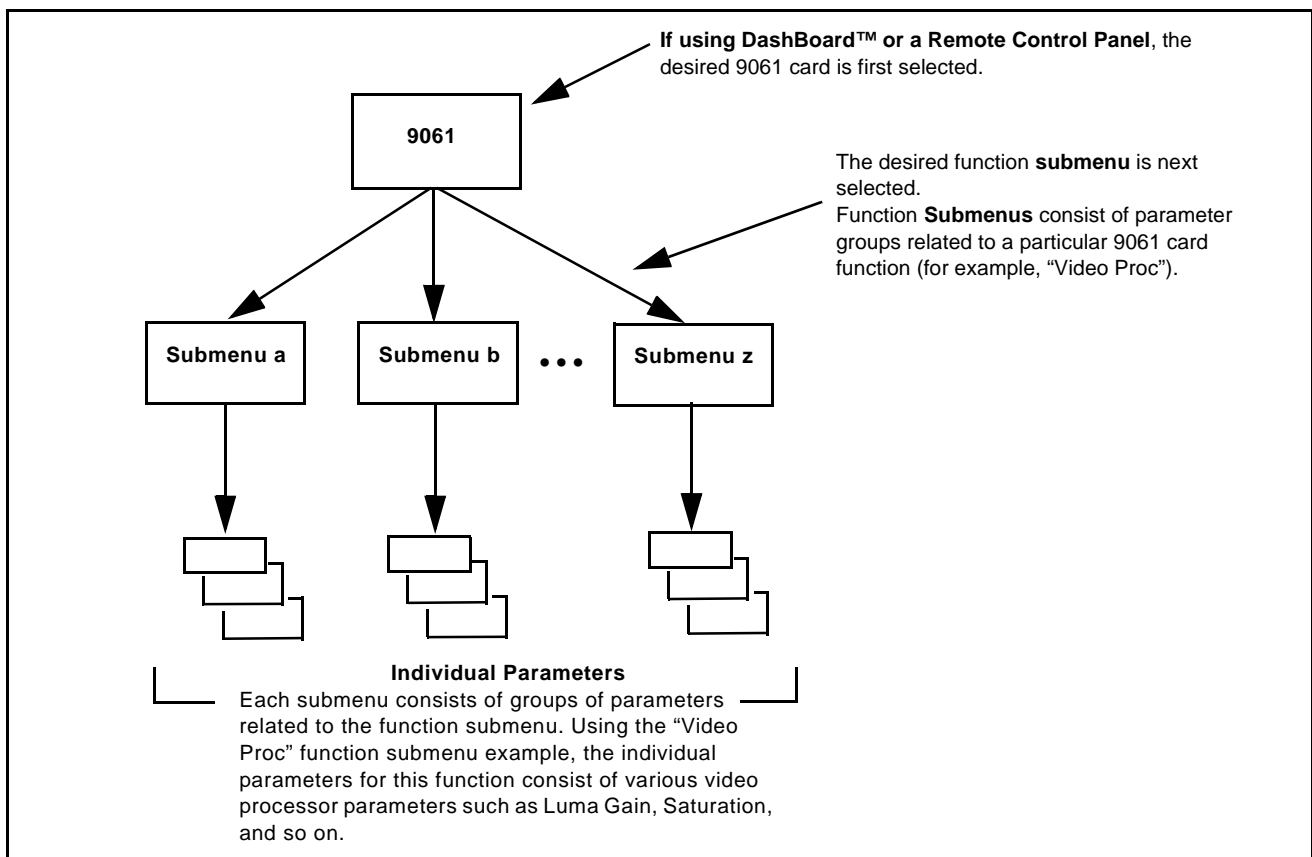 If using DashBoard™ or a Remote Control Panel, the
desired 9061 card is first selected.
9061
The desired function submenu is next
selected.
Function Submenus consist of parameter
groups related to a particular 9061 card
function (for example, “Video Proc”).
Submenu a
Submenu b
•••
Submenu z
Individual Parameters
Each submenu consists of groups of parameters
related to the function submenu. Using the “Video
Proc” function submenu example, the individual
parameters for this function consist of various video
processor parameters such as Luma Gain, Saturation,
and so on.